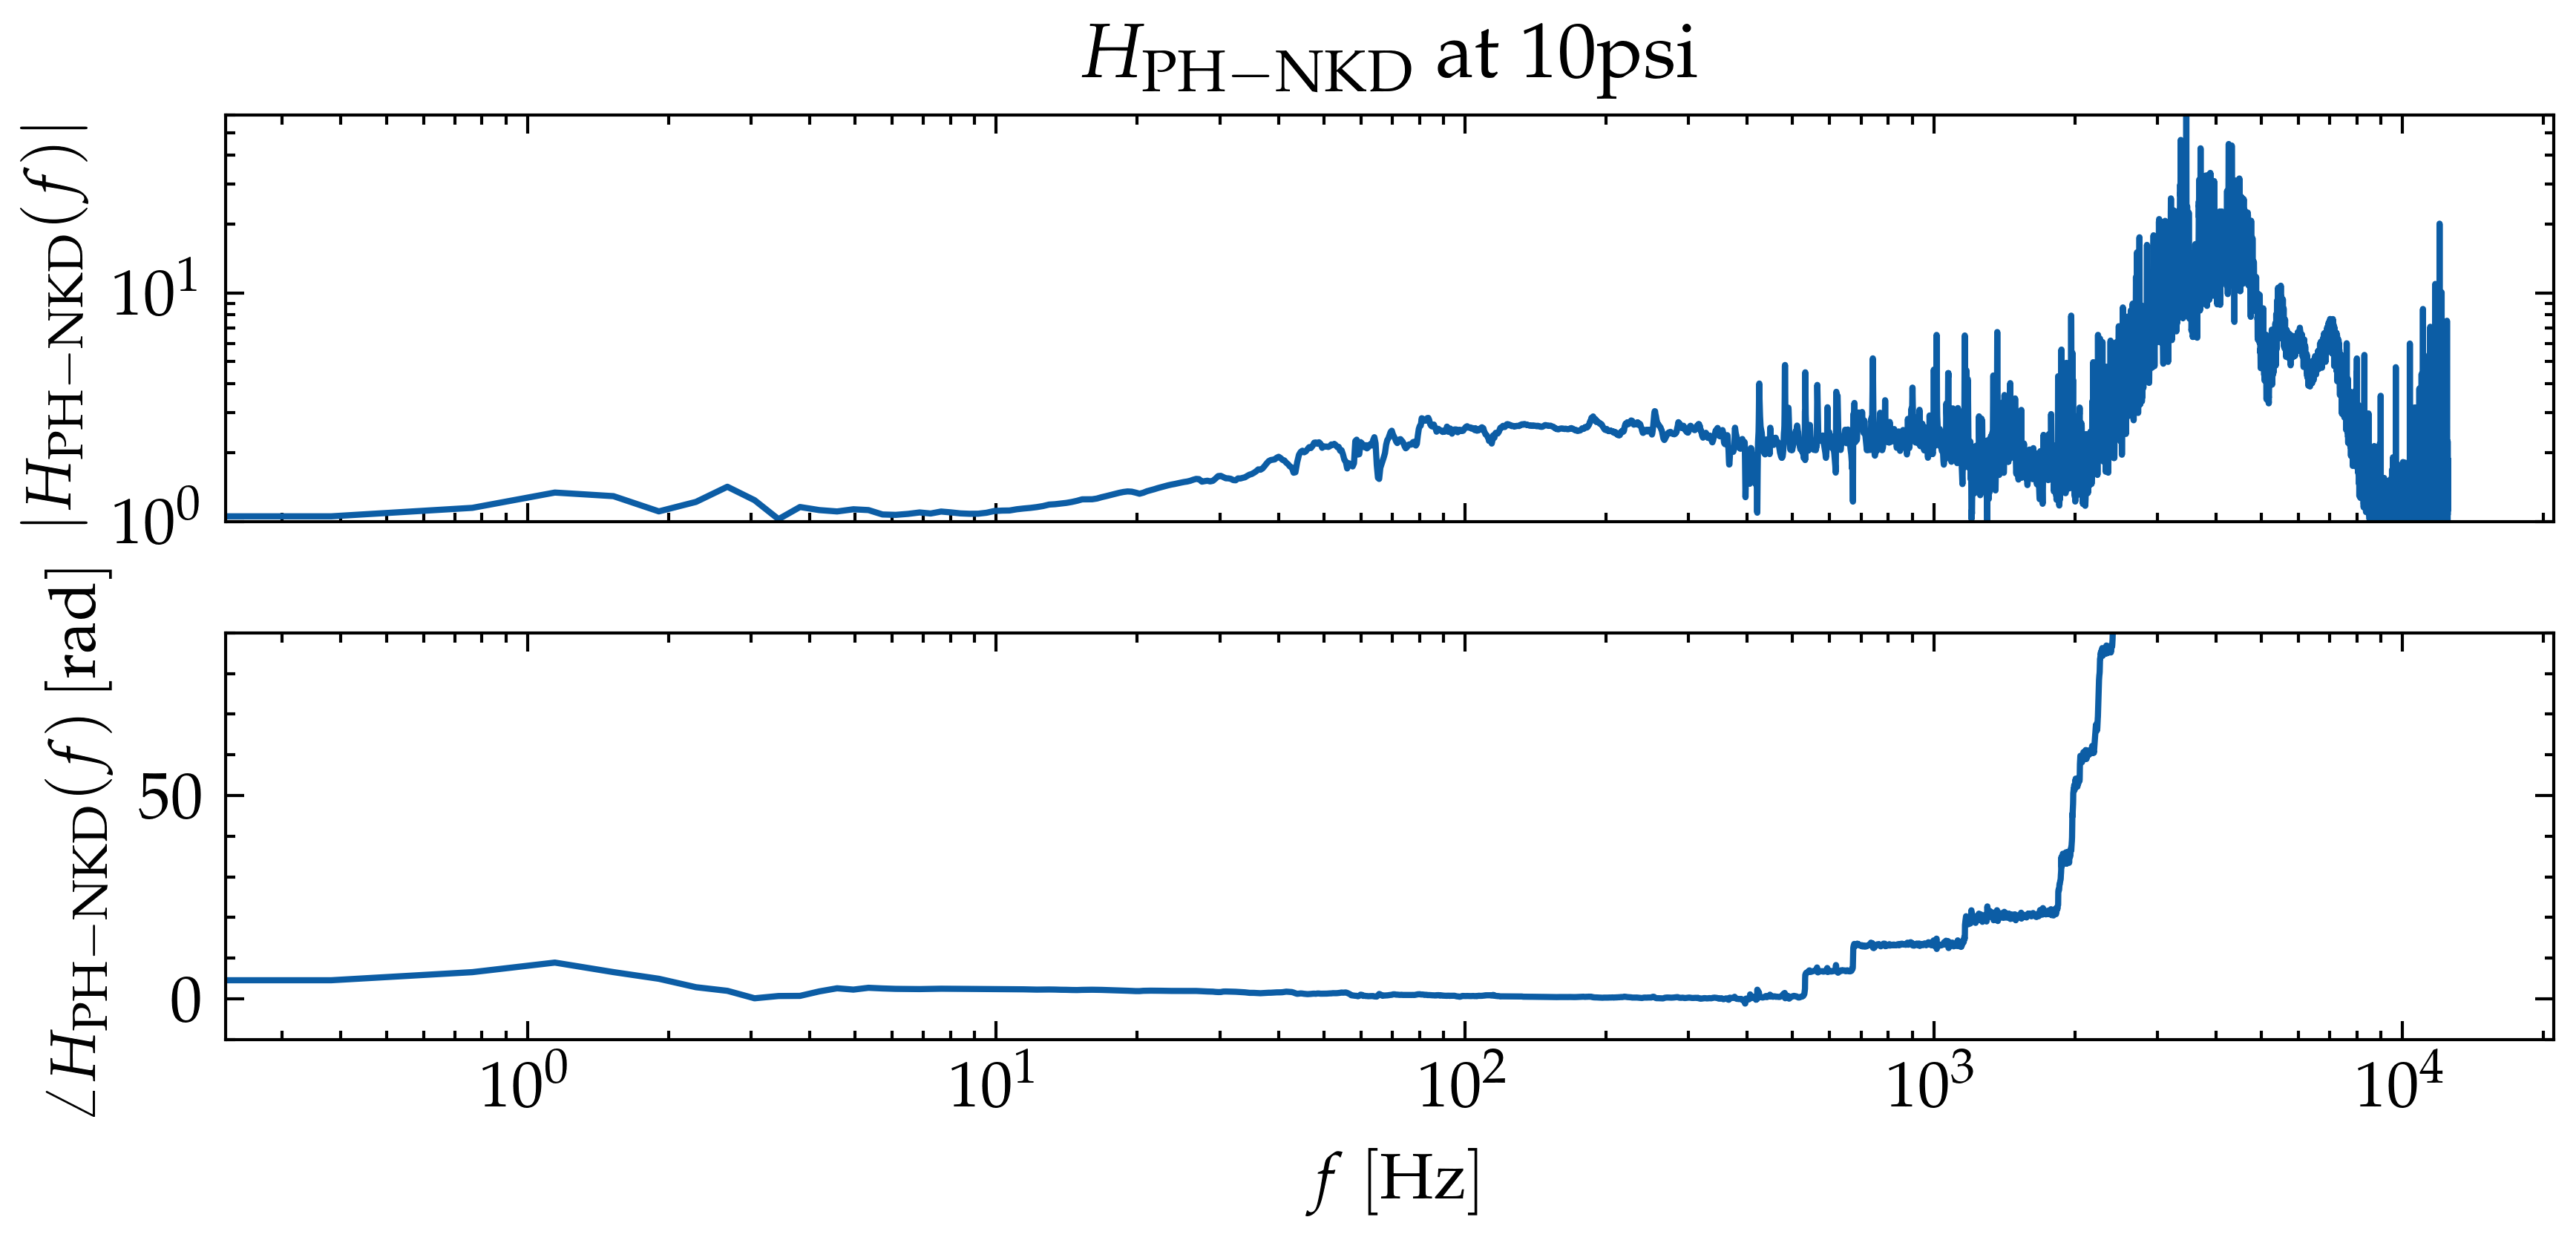 H_PH−NKD at 10psi
|H_PH−NKD(f)|
10^1
10^0
∠H_PH−NKD(f) [rad]
50
0
10^0 10^1 10^2 10^3 10^4
f [Hz]